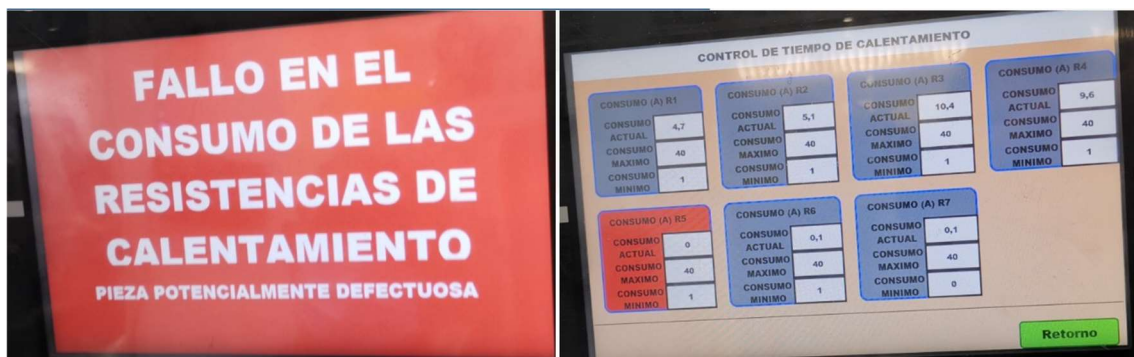 FALLO EN EL
CONSUMO DE LAS
RESISTENCIAS DE
CALENTAMIENTO
PIEZA POTENCIALMENTE DEFECTUOSA
CONTROL DE TIEMPO DE CALENTAMIENTO
CONSUMO (A) R1
CONSUMO ACTUAL 4,7
CONSUMO MAXIMO 40
CONSUMO MINIMO 1
CONSUMO (A) R2
CONSUMO ACTUAL 5,1
CONSUMO MAXIMO 40
CONSUMO MINIMO 1
CONSUMO (A) R3
CONSUMO ACTUAL 10,4
CONSUMO MAXIMO 40
CONSUMO MINIMO 1
CONSUMO (A) R4
CONSUMO ACTUAL 9,6
CONSUMO MAXIMO 40
CONSUMO MINIMO 1
CONSUMO (A) R5
CONSUMO ACTUAL 0
CONSUMO MAXIMO 40
CONSUMO MINIMO 1
CONSUMO (A) R6
CONSUMO ACTUAL 0,1
CONSUMO MAXIMO 40
CONSUMO MINIMO 1
CONSUMO (A) R7
CONSUMO ACTUAL 0,1
CONSUMO MAXIMO 40
CONSUMO MINIMO 0
Retorno